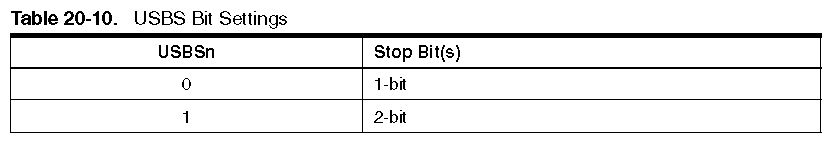 Table 20-10. USBS Bit Settings
USBSn Stop Bit(s)
0 1-bit
1 2-bit